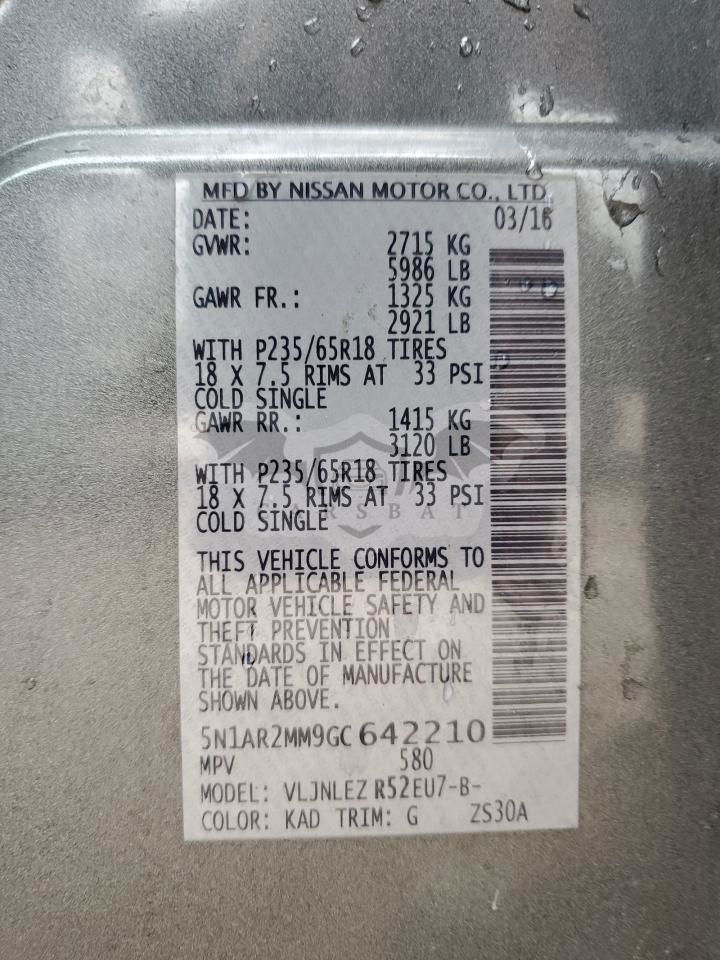 MFD BY NISSAN MOTOR CO., LTD.
DATE: 03/16
GVWR: 2715 KG
5986 LB
GAWR FR.: 1325 KG
2921 LB
WITH P235/65R18 TIRES
18 X 7.5 RIMS AT 33 PSI
COLD SINGLE
GAWR RR.: 1415 KG
3120 LB
WITH P235/65R18 TIRES
18 X 7.5 RIMS AT 33 PSI
CARSBAT
COLD SINGLE
THIS VEHICLE CONFORMS TO
ALL APPLICABLE FEDERAL
MOTOR VEHICLE SAFETY AND
THEFT PREVENTION
STANDARDS IN EFFECT ON
THE DATE OF MANUFACTURE
SHOWN ABOVE.
5N1AR2MM9GC642210
MPV 580
MODEL: VLJNLEZ R52EU7-B-
COLOR: KAD TRIM: G ZS30A